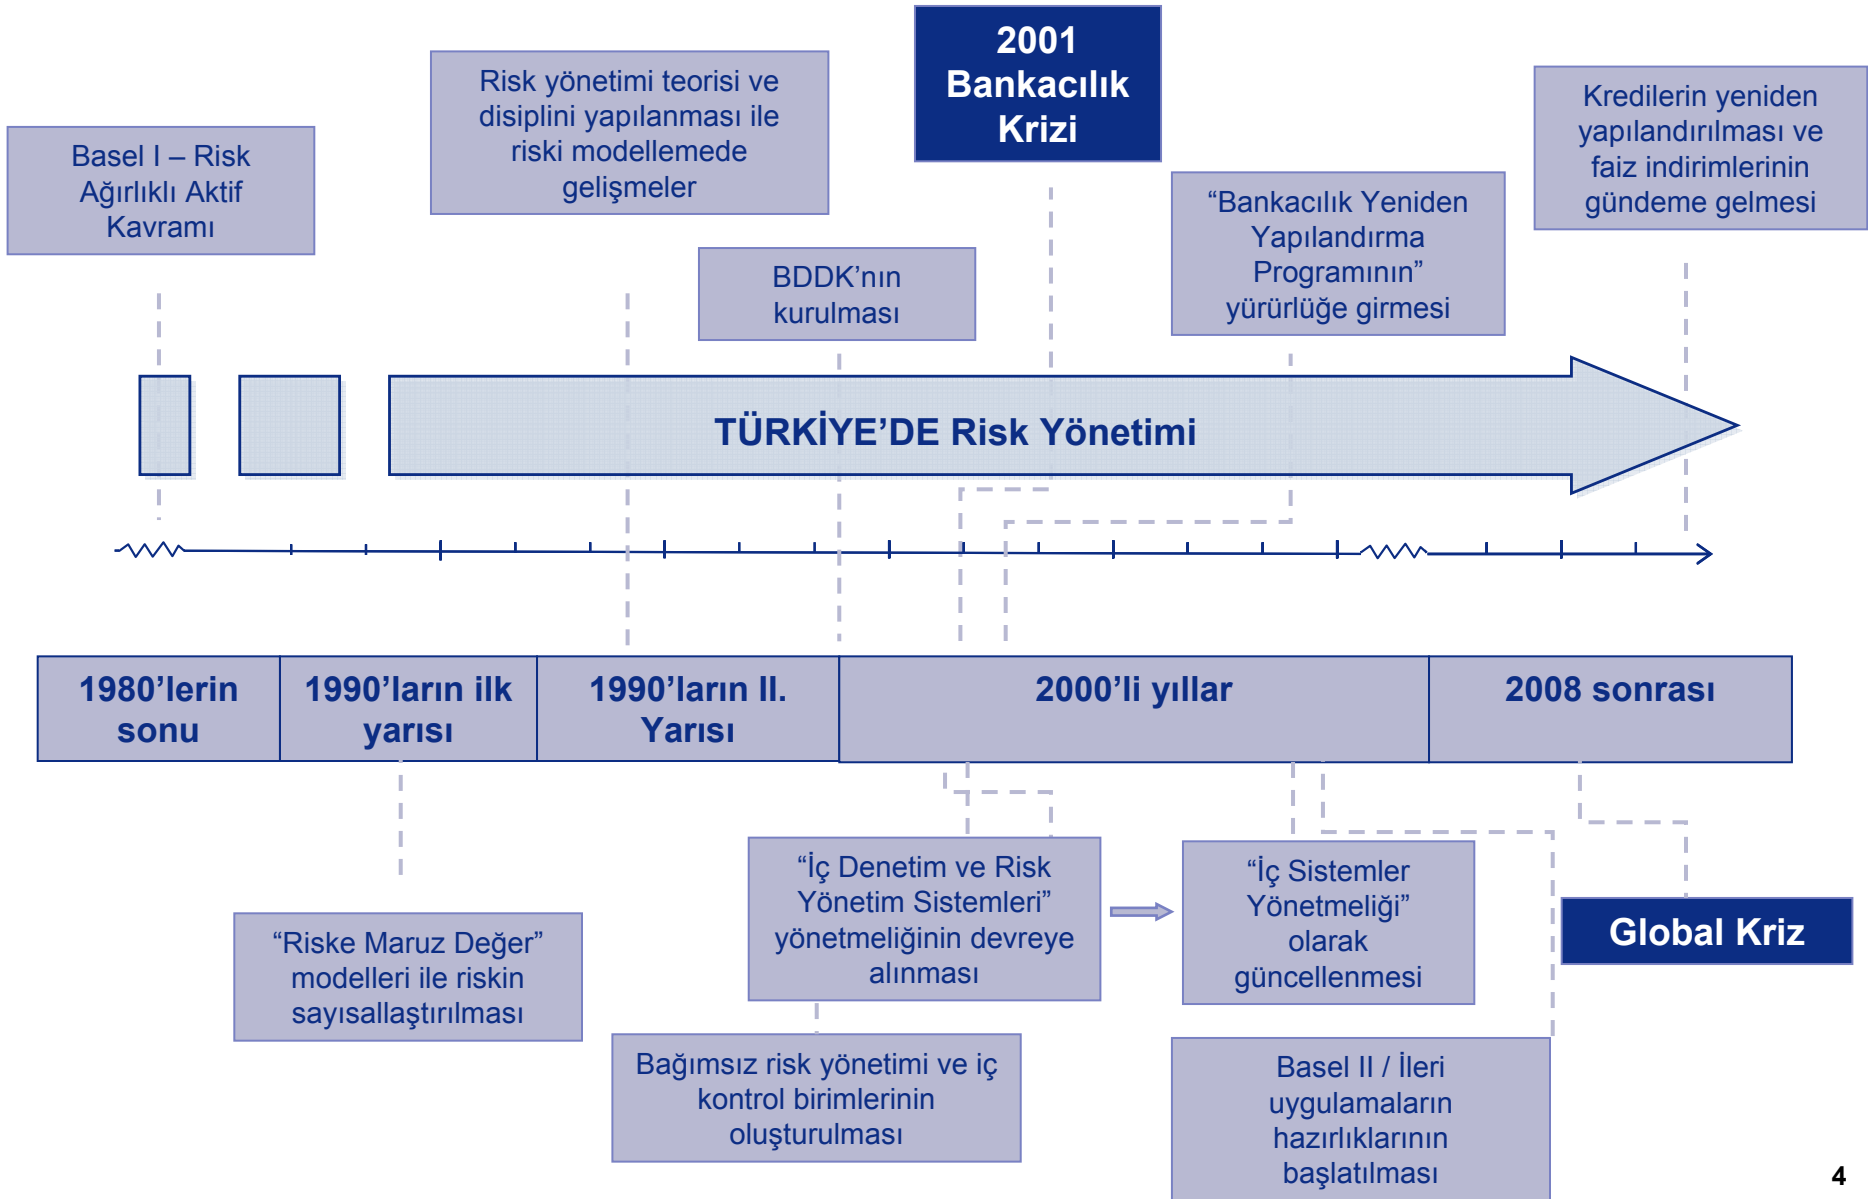 2001
Bankacılık
Krizi
Risk yönetimi teorisi ve
disiplini yapılanması ile
riski modellemede
gelişmeler
Kredilerin yeniden
yapılandırılması ve
faiz indirimlerinin
gündeme gelmesi
Basel I – Risk
Ağırlıklı Aktif
Kavramı
“Bankacılık Yeniden
Yapılandırma
Programının”
yürürlüğe girmesi
BDDK’nın
kurulması
TÜRKİYE’DE Risk Yönetimi
1980’lerin
sonu
1990’ların ilk
yarısı
1990’ların II.
Yarısı
2000’li yıllar
2008 sonrası
“İç Denetim ve Risk
Yönetim Sistemleri”
yönetmeliğinin devreye
alınması
“İç Sistemler
Yönetmeliği”
olarak
güncellenmesi
Global Kriz
“Riske Maruz Değer”
modelleri ile riskin
sayısallaştırılması
Bağımsız risk yönetimi ve iç
kontrol birimlerinin
oluşturulması
Basel II / İleri
uygulamaların
hazırlıklarının
başlatılması
4